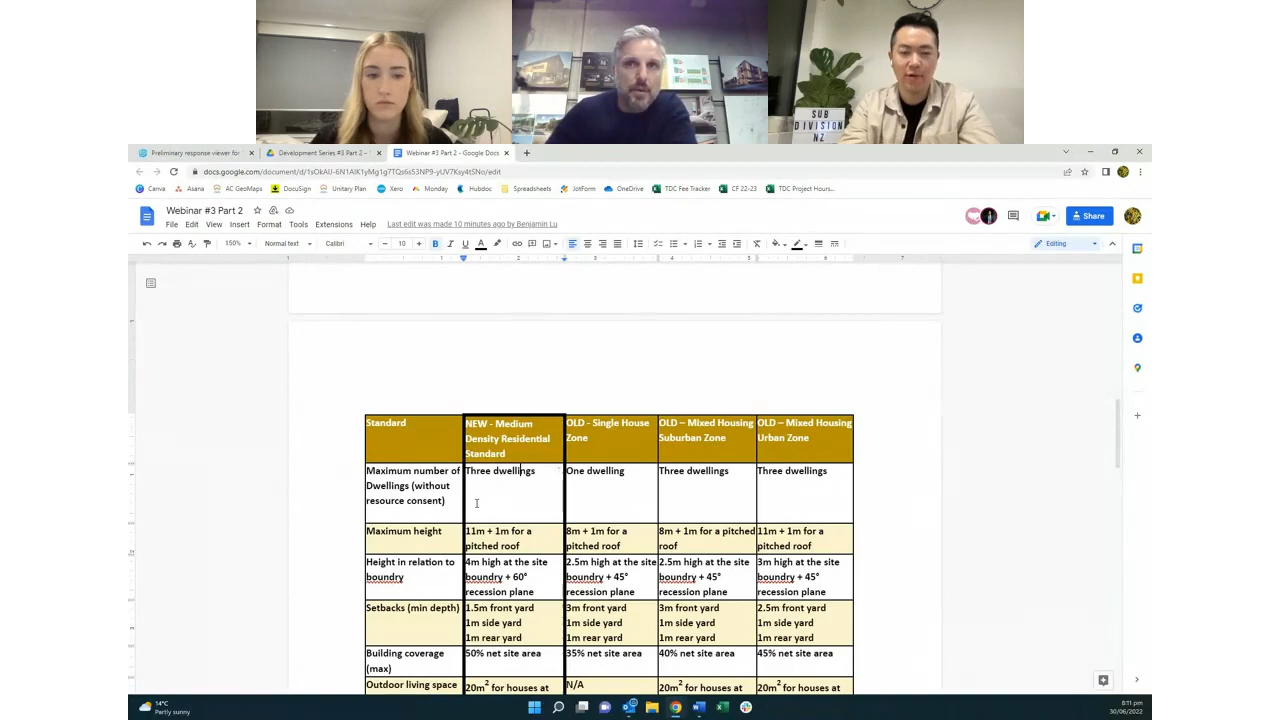 SUB
DIVISION
NZ
Preliminary response viewer for
Development Series #3 Part 2 -
Webinar #3 Part 2 - Google Docs
docs.google.com/document/d/1sOkAU-6N1AIK1yMg1g7TQs6s53NP9-yUV7Ksy4tSNo/edit
Canva Asana AC GeoMaps DocuSign Unitary Plan Xero Monday Hubdoc Spreadsheets JotForm OneDrive TDC Fee Tracker CF 22-23 TDC Project Hours...
Webinar #3 Part 2
File Edit View Insert Format Tools Extensions Help Last edit was made 10 minutes ago by Benjamin Lu
Share
150% Normal text Calibri 10 B I U A Editing
1 1 2 3 4 5 6 7
Standard
NEW - Medium
Density Residential
Standard
OLD - Single House
Zone
OLD – Mixed Housing
Suburban Zone
OLD – Mixed Housing
Urban Zone
Maximum number of
Dwellings (without
resource consent)
Three dwellings
One dwelling
Three dwellings
Three dwellings
Maximum height
11m + 1m for a
pitched roof
8m + 1m for a
pitched roof
8m + 1m for a pitched
roof
11m + 1m for a
pitched roof
Height in relation to
boundry
4m high at the site
boundry + 60°
recession plane
2.5m high at the site
boundry + 45°
recession plane
2.5m high at the site
boundry + 45°
recession plane
3m high at the site
boundry + 45°
recession plane
Setbacks (min depth)
1.5m front yard
1m side yard
1m rear yard
3m front yard
1m side yard
1m rear yard
3m front yard
1m side yard
1m rear yard
2.5m front yard
1m side yard
1m rear yard
Building coverage
(max)
50% net site area
35% net site area
40% net site area
45% net site area
Outdoor living space
20m² for houses at
N/A
20m² for houses at
20m² for houses at
14°C
Partly sunny
8:11 pm
30/06/2022